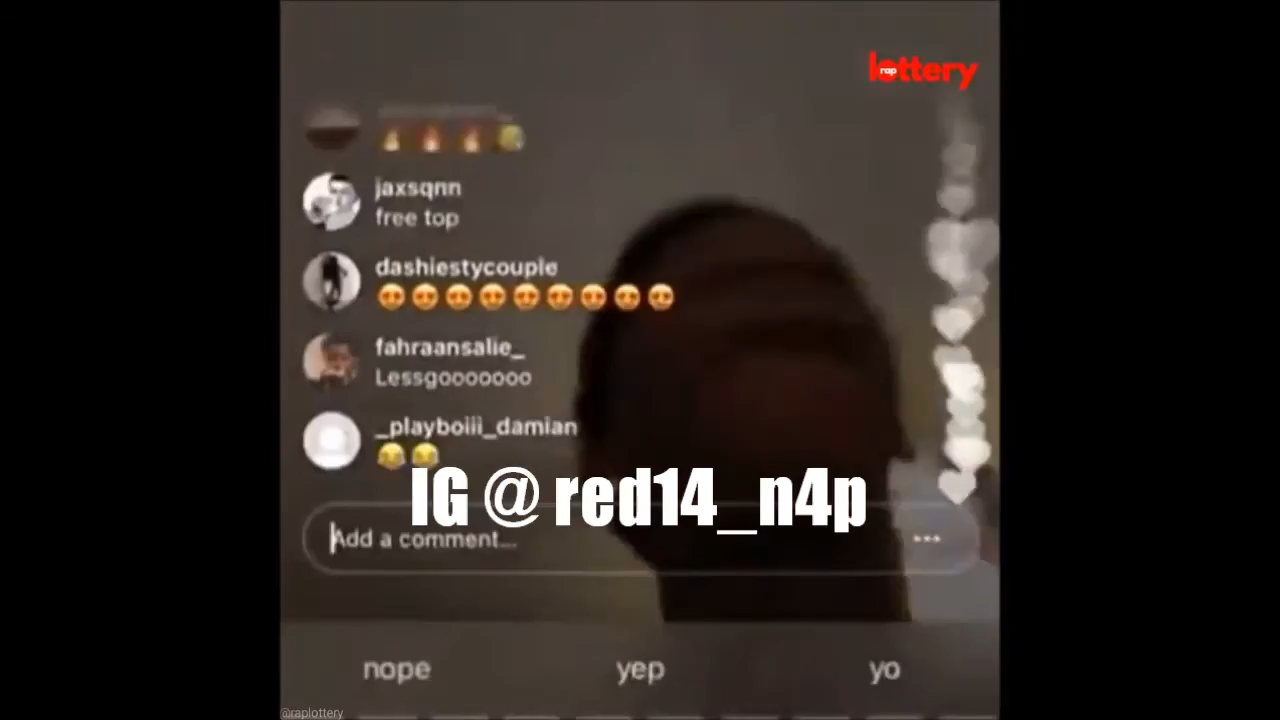 rap
lottery
jaxsqnn
free top
dashiestycouple
fahraansalie_
Lessgooooooo
_playboiii_damian
IG @ red14_n4p
Add a comment...
nope yep yo
@raplottery